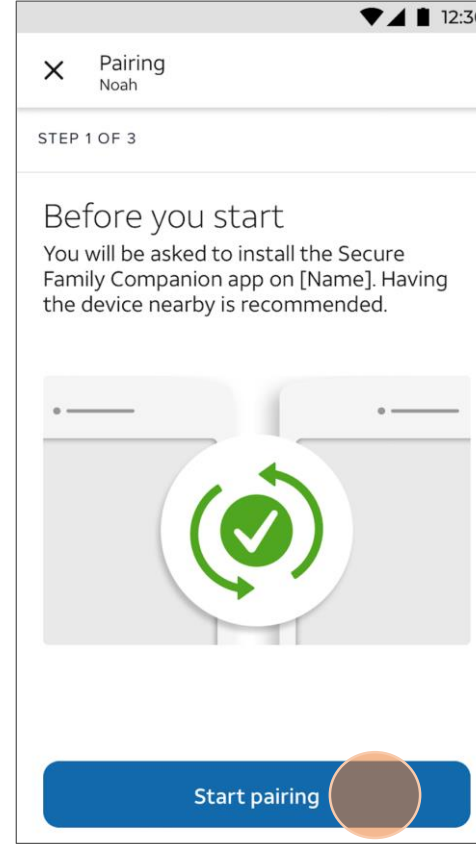 12:30
Pairing
Noah
STEP 1 OF 3
Before you start
You will be asked to install the Secure
Family Companion app on [Name]. Having
the device nearby is recommended.
Start pairing